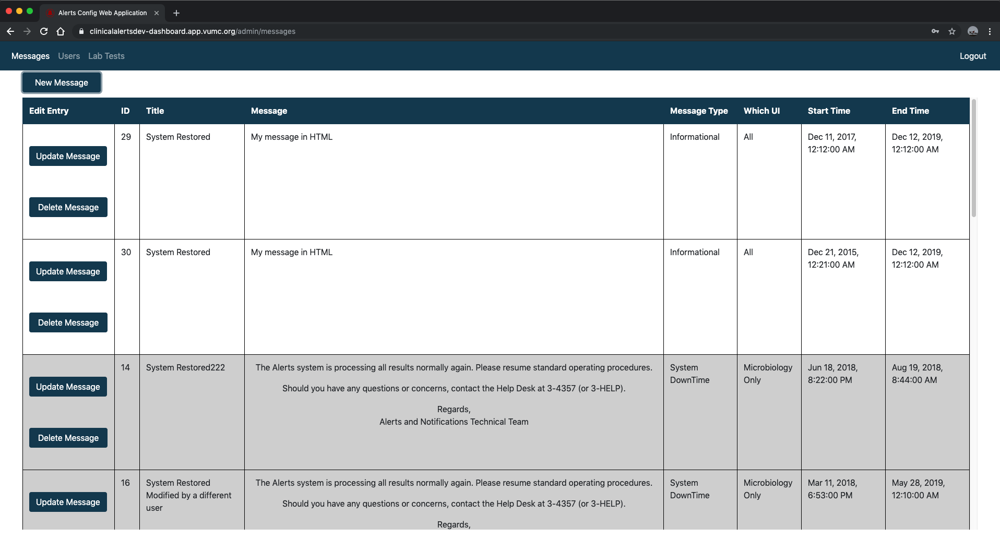 Alerts Config Web Application
clinicalalertsdev-dashboard.app.vumc.org/admin/messages
Messages Users Lab Tests Logout
New Message
Edit Entry ID Title Message Message Type Which UI Start Time End Time
29 System Restored My message in HTML Informational All Dec 11, 2017, Dec 12, 2019,
12:12:00 AM 12:12:00 AM
Update Message
Delete Message
30 System Restored My message in HTML Informational All Dec 21, 2015, Dec 12, 2019,
12:21:00 AM 12:12:00 AM
Update Message
Delete Message
14 System Restored222 The Alerts system is processing all results normally again. Please resume standard operating procedures. System Microbiology Jun 18, 2018, Aug 19, 2018,
DownTime Only 8:22:00 PM 8:44:00 AM
Update Message Should you have any questions or concerns, contact the Help Desk at 3-4357 (or 3-HELP).
Regards,
Alerts and Notifications Technical Team
Delete Message
16 System Restored The Alerts system is processing all results normally again. Please resume standard operating procedures. System Microbiology Mar 11, 2018, May 28, 2019,
Modified by a different DownTime Only 6:53:00 PM 12:10:00 AM
Update Message user Should you have any questions or concerns, contact the Help Desk at 3-4357 (or 3-HELP).
Regards,